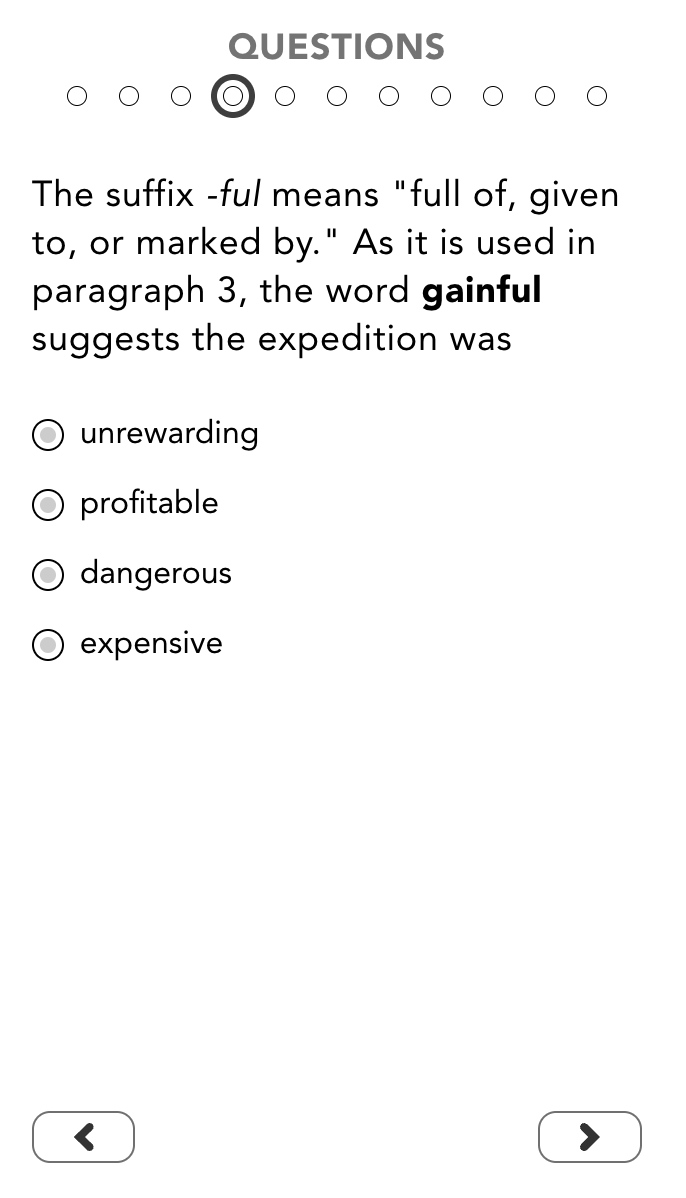 QUESTIONS
The suffix -ful means "full of, given
to, or marked by." As it is used in
paragraph 3, the word gainful
suggests the expedition was
unrewarding
profitable
dangerous
expensive